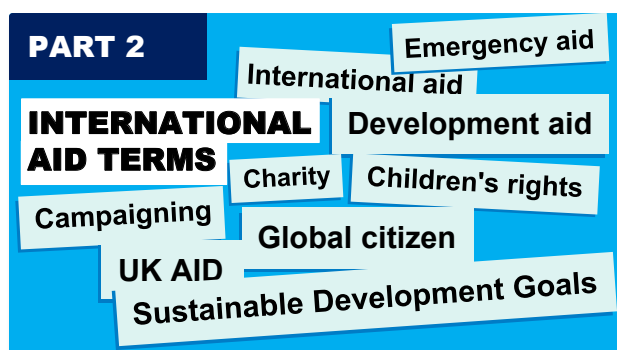 PART 2
Emergency aid
International aid
INTERNATIONAL
AID TERMS
Development aid
Charity
Children's rights
Campaigning
Global citizen
UK AID
Sustainable Development Goals